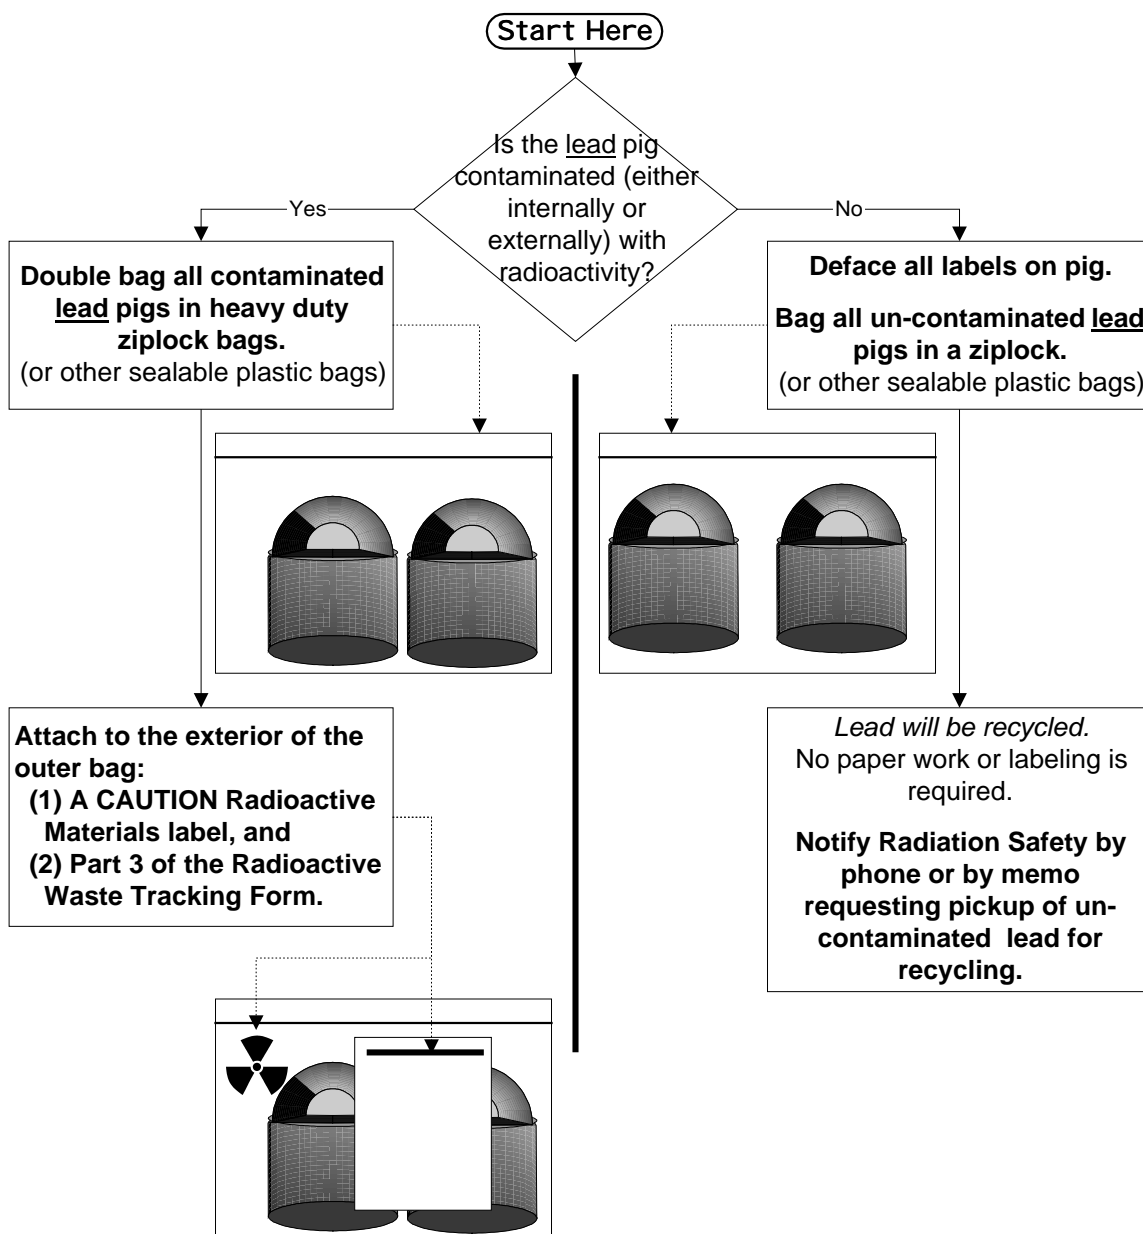 Start Here
Is the lead pig
contaminated (either
internally or
externally) with
radioactivity?
Yes
No
Double bag all contaminated
lead pigs in heavy duty
ziplock bags.
(or other sealable plastic bags)
Deface all labels on pig.
Bag all un-contaminated lead
pigs in a ziplock.
(or other sealable plastic bags)
Attach to the exterior of the
outer bag:
(1) A CAUTION Radioactive
Materials label, and
(2) Part 3 of the Radioactive
Waste Tracking Form.
Lead will be recycled.
No paper work or labeling is
required.
Notify Radiation Safety by
phone or by memo
requesting pickup of un-
contaminated lead for
recycling.